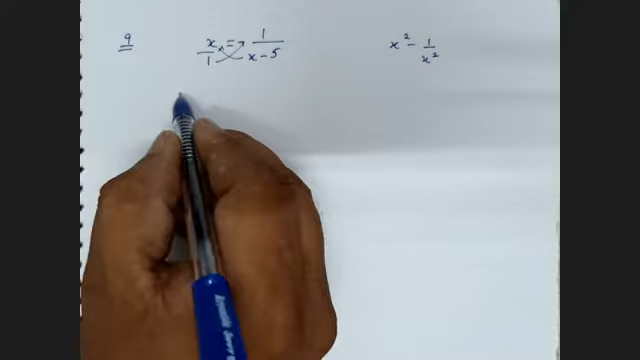 9
x/1 = 1/(x-5)
x² - 1/x²